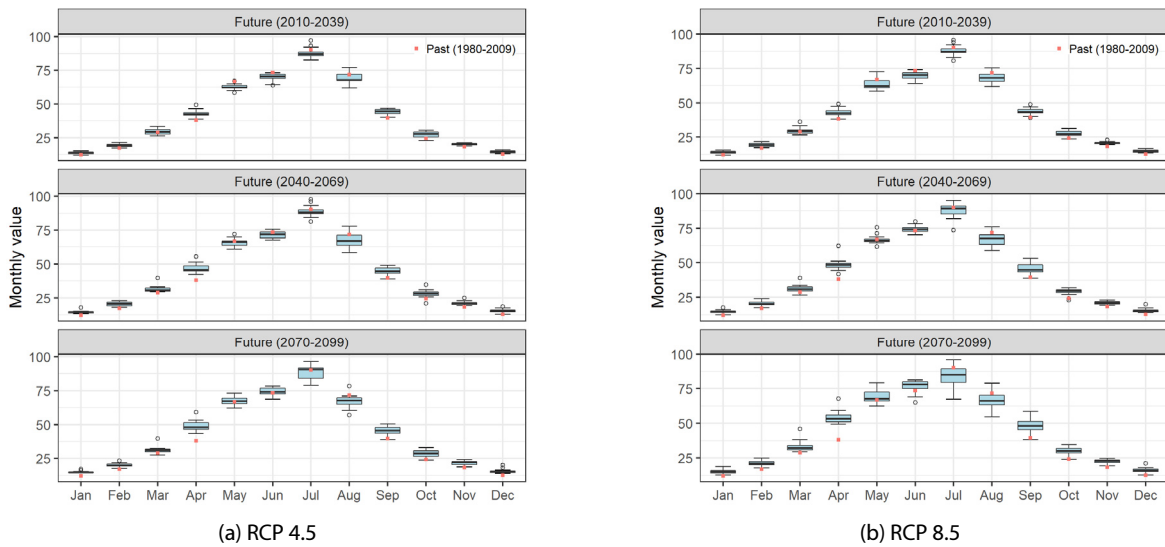 Future (2010-2039)
Past (1980-2009)
100
75
50
25
Future (2040-2069)
100
75
50
25
Future (2070-2099)
100
75
50
25
Monthly value
Jan Feb Mar Apr May Jun Jul Aug Sep Oct Nov Dec
(a) RCP 4.5
Future (2010-2039)
Past (1980-2009)
100
75
50
25
Future (2040-2069)
100
75
50
25
Future (2070-2099)
100
75
50
25
Monthly value
Jan Feb Mar Apr May Jun Jul Aug Sep Oct Nov Dec
(b) RCP 8.5